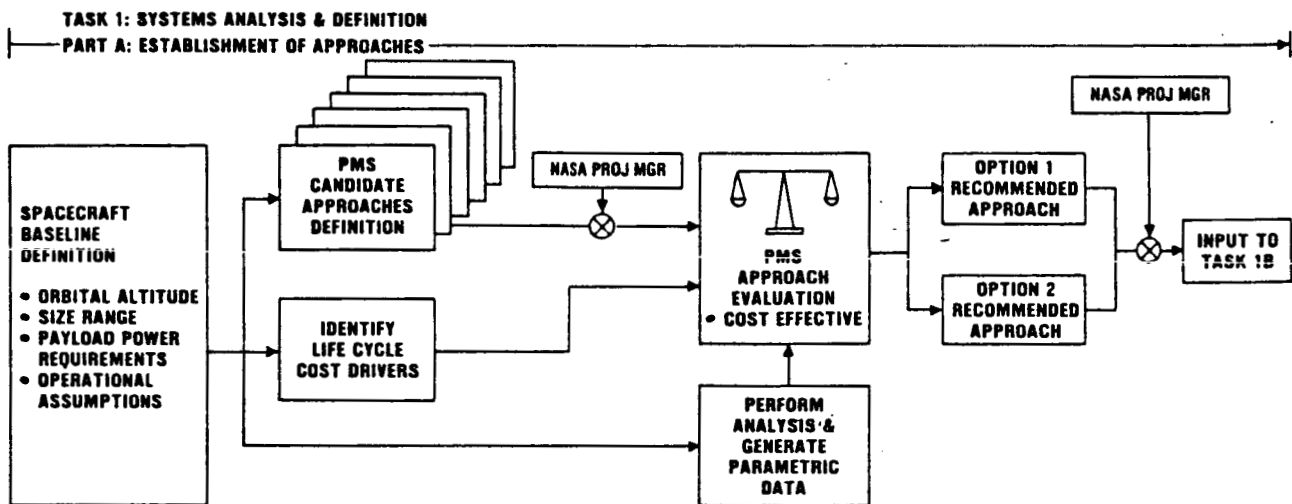 TASK 1: SYSTEMS ANALYSIS & DEFINITION
PART A: ESTABLISHMENT OF APPROACHES
SPACECRAFT
BASELINE
DEFINITION
• ORBITAL ALTITUDE
• SIZE RANGE
• PAYLOAD POWER
REQUIREMENTS
• OPERATIONAL
ASSUMPTIONS
PMS
CANDIDATE
APPROACHES
DEFINITION
IDENTIFY
LIFE CYCLE
COST DRIVERS
NASA PROJ MGR
PMS
APPROACH
EVALUATION
• COST EFFECTIVE
PERFORM
ANALYSIS &
GENERATE
PARAMETRIC
DATA
OPTION 1
RECOMMENDED
APPROACH
OPTION 2
RECOMMENDED
APPROACH
NASA PROJ MGR
INPUT TO
TASK 1B